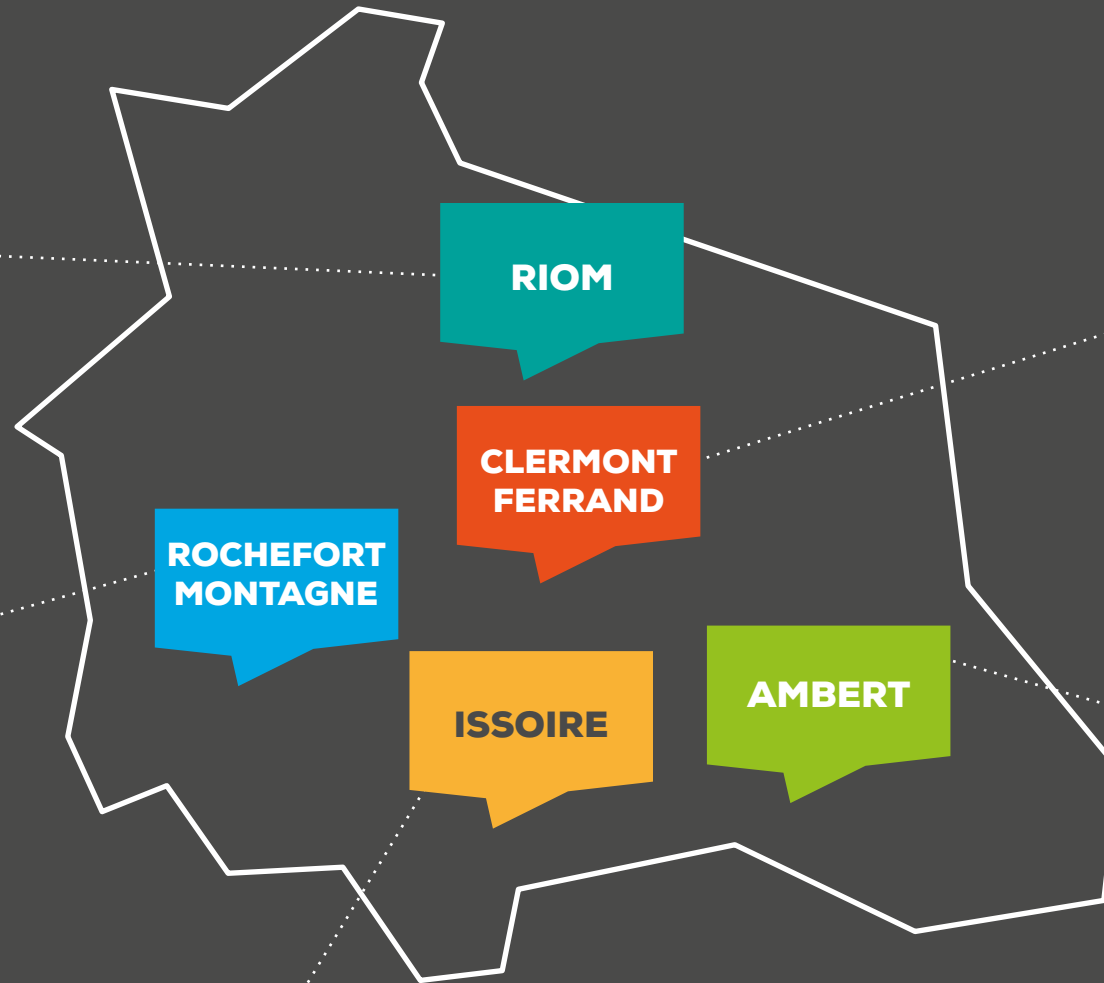 RIOM
CLERMONT
FERRAND
ROCHEFORT
MONTAGNE
ISSOIRE
AMBERT